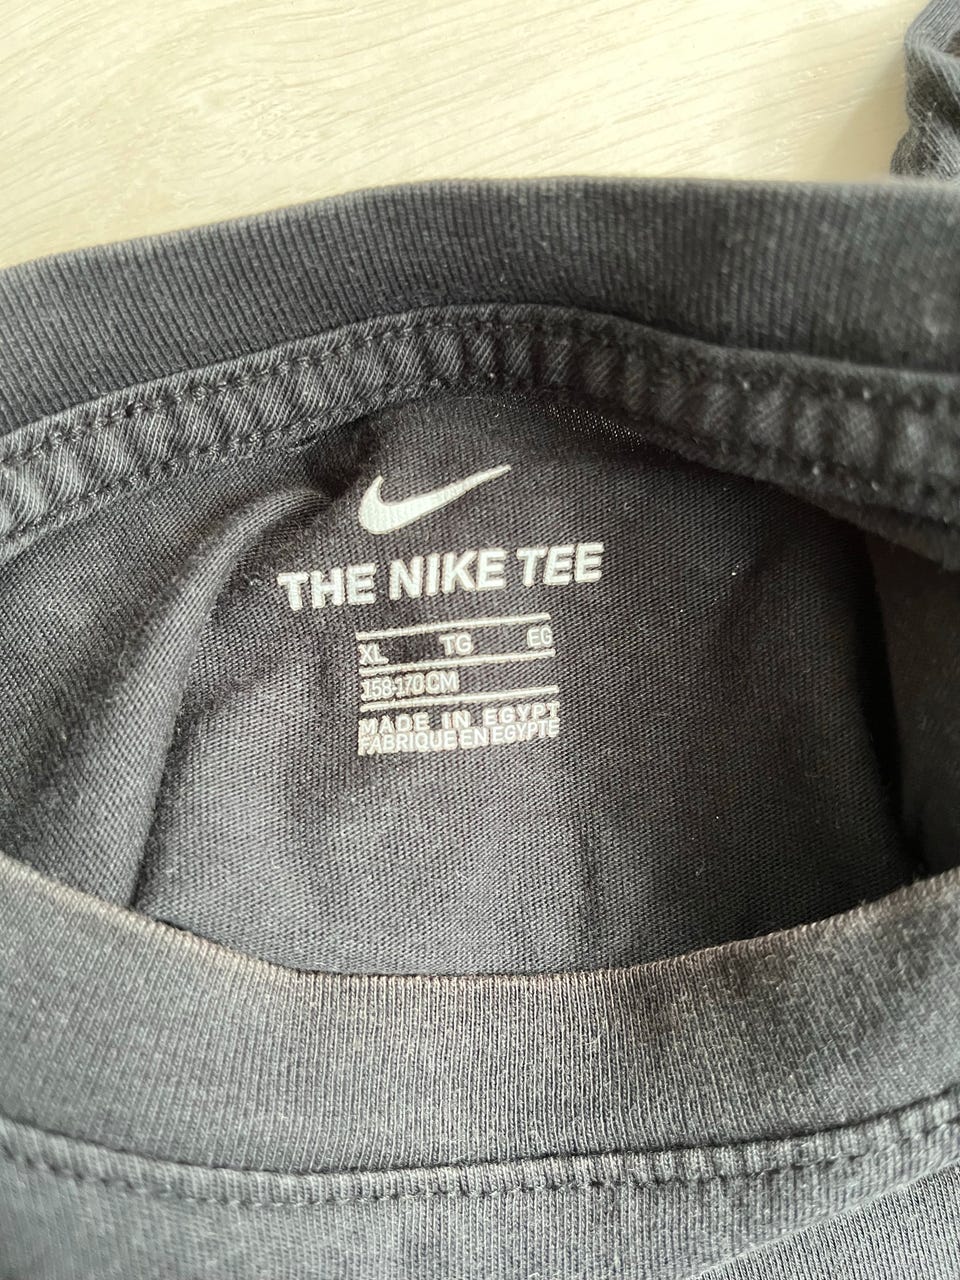 THE NIKE TEE
XL TG EG
158-170CM
MADE IN EGYPT
FABRIQUE EN EGYPTE